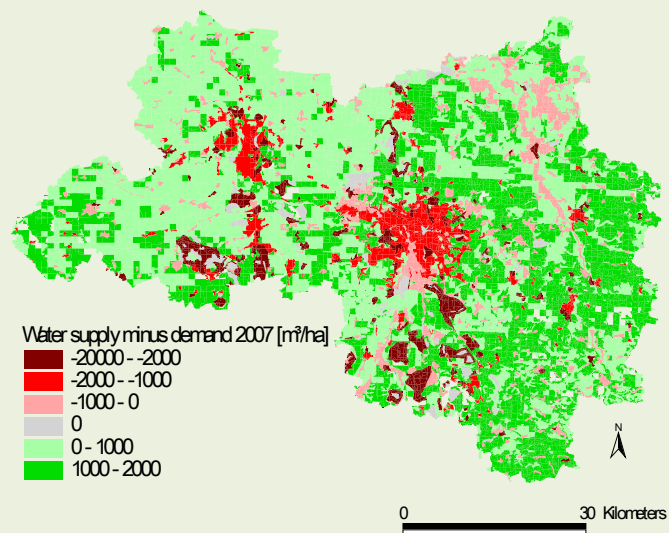 Water supply minus demand 2007 [m³/ha]
-20000 - -2000
-2000 - -1000
-1000 - 0
0
0 - 1000
1000 - 2000
N
0 30 Kilometers